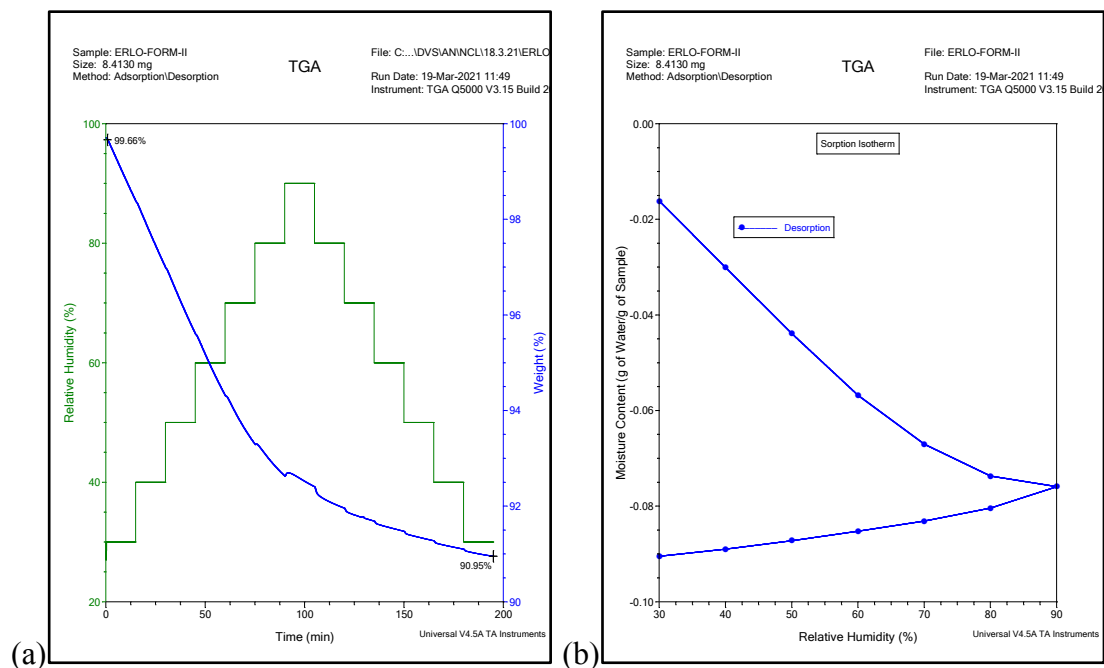 Sample: ERLO-FORM-II
Size: 8.4130 mg
Method: Adsorption\Desorption
TGA
File: C:...\DVS\AN\NCL\18.3.21\ERLO
Run Date: 19-Mar-2021 11:49
Instrument: TGA Q5000 V3.15 Build 2
99.66%
90.95%
100
80
60
40
20
Relative Humidity (%)
100
98
96
94
92
90
Weight (%)
0
50
100
150
200
Time (min)
Universal V4.5A TA Instruments
(a)
Sample: ERLO-FORM-II
Size: 8.4130 mg
Method: Adsorption\Desorption
TGA
File: ERLO-FORM-II
Run Date: 19-Mar-2021 11:49
Instrument: TGA Q5000 V3.15 Build 2
Sorption Isotherm
Desorption
0.00
-0.02
-0.04
-0.06
-0.08
-0.10
Moisture Content (g of Water/g of Sample)
30
40
50
60
70
80
90
Relative Humidity (%)
Universal V4.5A TA Instruments
(b)